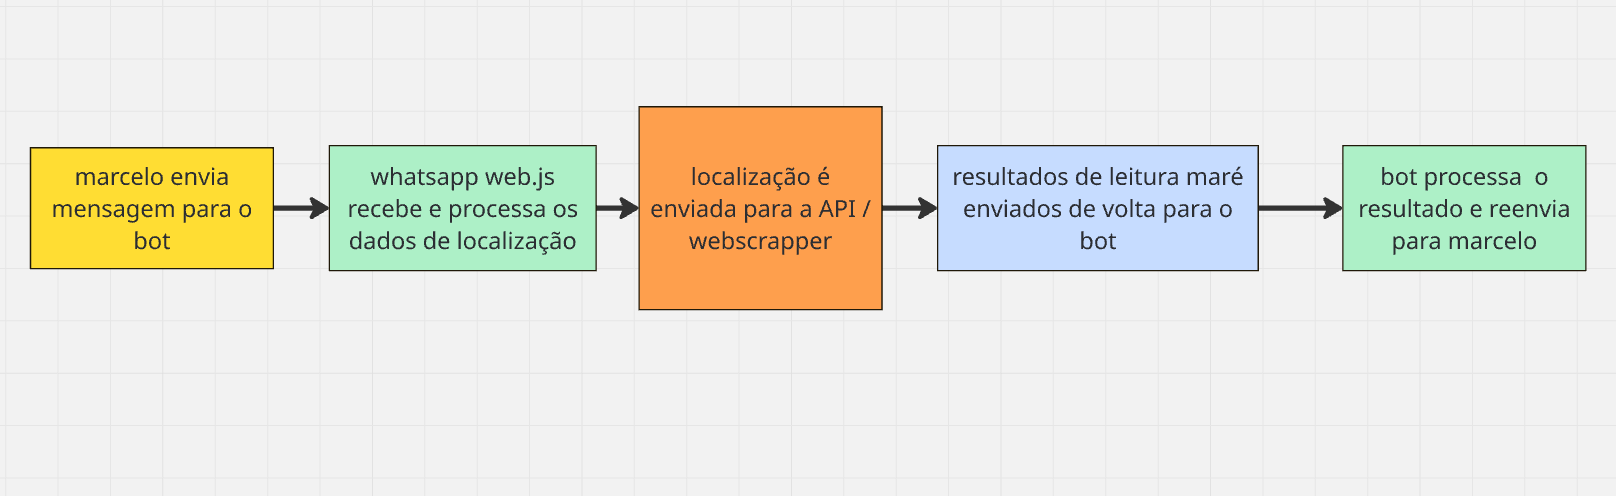 marcelo envia
mensagem para o
bot
whatsapp web.js
recebe e processa os
dados de localização
localização é
enviada para a API /
webscrapper
resultados de leitura maré
enviados de volta para o
bot
bot processa  o
resultado e reenvia
para marcelo